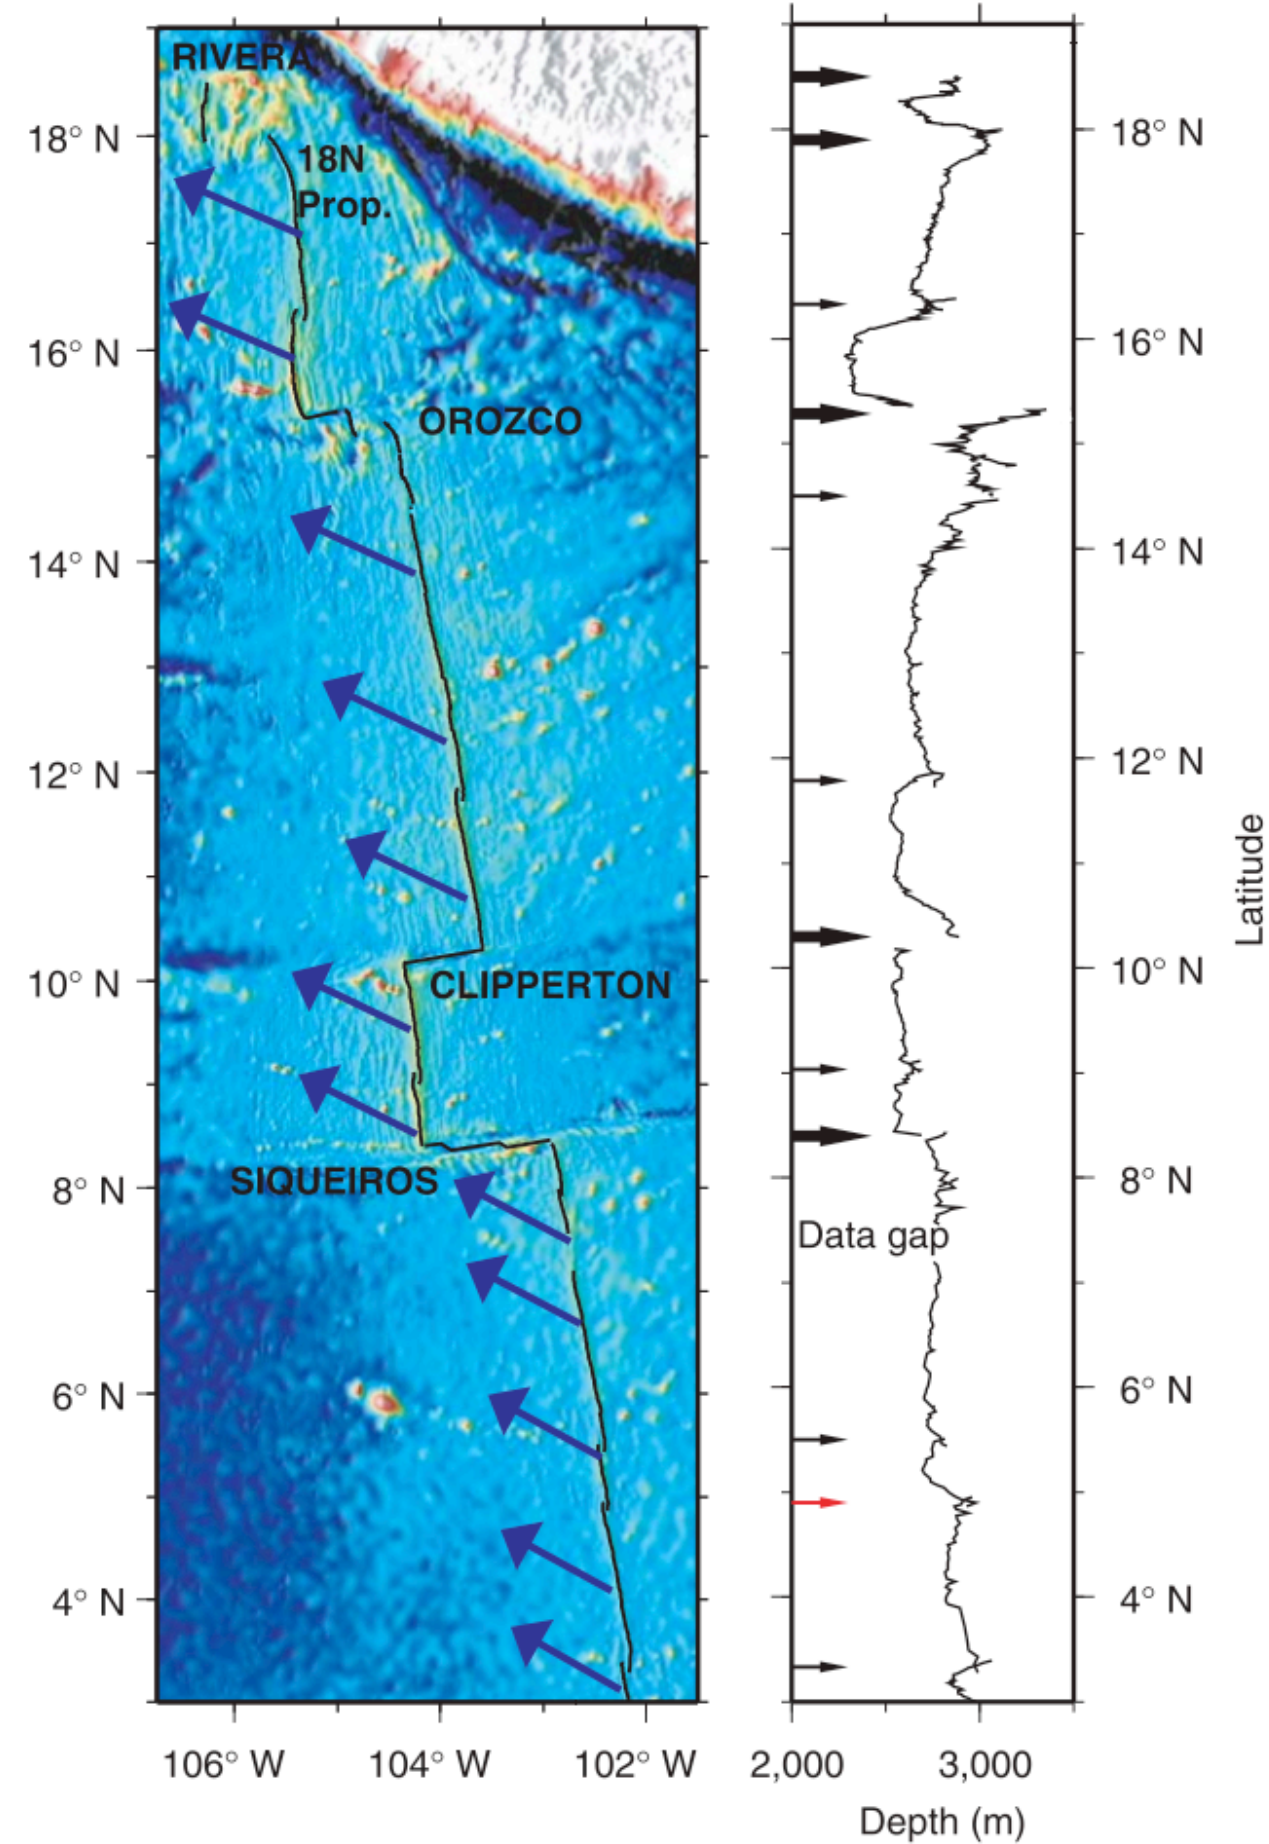 RIVERA
18N
Prop.
OROZCO
CLIPPERTON
SIQUEIROS
18° N
16° N
14° N
12° N
10° N
8° N
6° N
4° N
106° W
104° W
102° W
Data gap
18° N
16° N
14° N
12° N
10° N
8° N
6° N
4° N
Latitude
2,000
3,000
Depth (m)